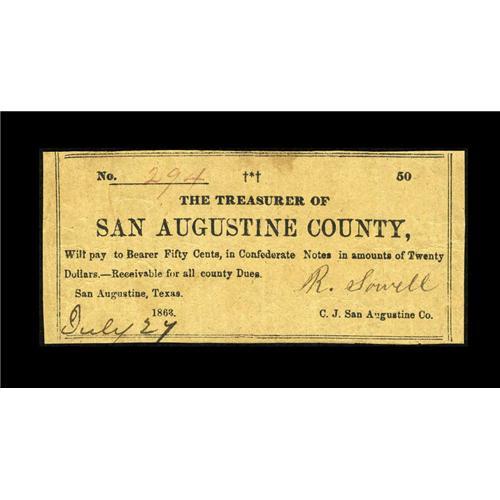 No. 294 †*† 50
THE TREASURER OF
SAN AUGUSTINE COUNTY,
Will pay to Bearer Fifty Cents, in Confederate Notes in amounts of Twenty
Dollars.—Receivable for all county Dues.
San Augustine, Texas.
R. Sowell
1863.
July 27
C. J. San Augustine Co.